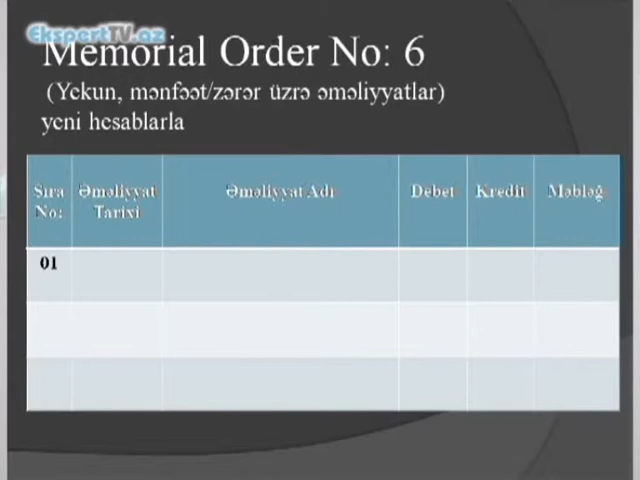 EkspertTV.az
Memorial Order No: 6
(Yekun, mənfəət/zərər üzrə əməliyyatlar)
yeni hesablarla
Sıra No: Əməliyyat Tarixi Əməliyyat Adı Debet Kredit Məbləğ
01